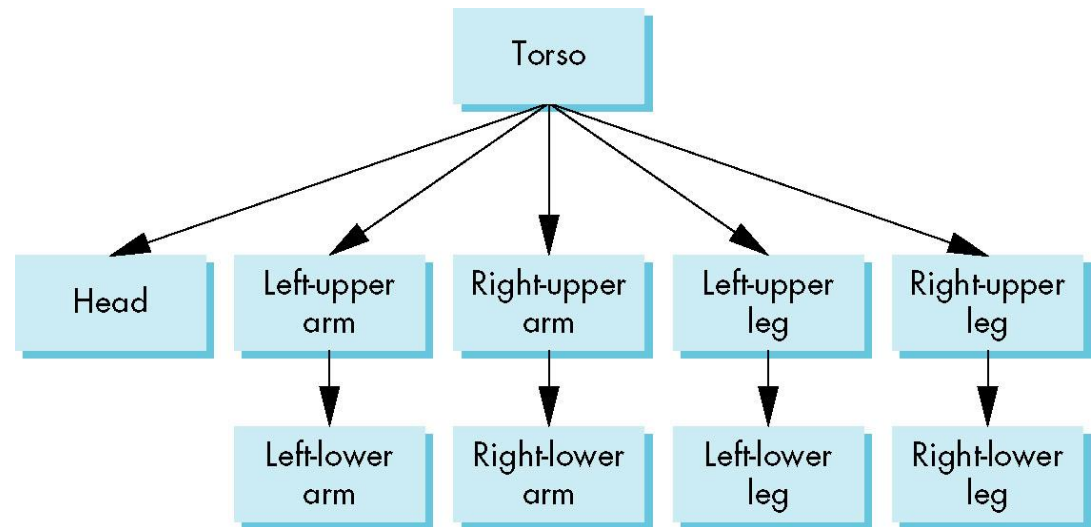 Torso
Head
Left-upper
arm
Right-upper
arm
Left-upper
leg
Right-upper
leg
Left-lower
arm
Right-lower
arm
Left-lower
leg
Right-lower
leg